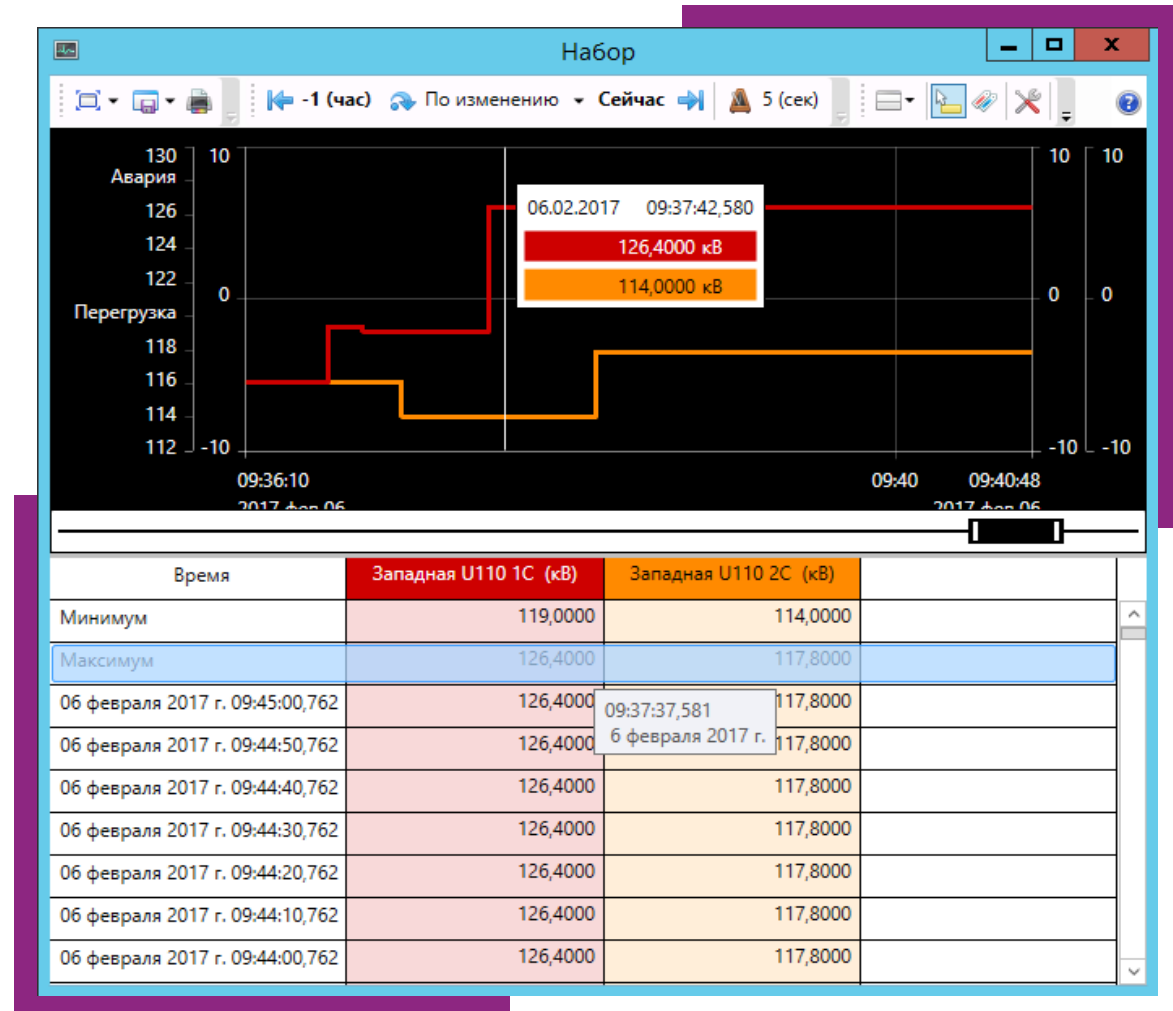 Набор
-1 (час) По изменению Сейчас 5 (сек)
130 10 10 10
Авария
126
06.02.2017 09:37:42,580
124
126,4000 кВ
122
114,0000 кВ
0 0 0
Перегрузка
118
116
114
112 -10 -10 -10
09:36:10 09:40 09:40:48
2017 фев 06 2017 фев 06
Время Западная U110 1С (кВ) Западная U110 2С (кВ)
Минимум 119,0000 114,0000
Максимум 126,4000 117,8000
06 февраля 2017 г. 09:45:00,762 126,4000 117,8000
09:37:37,581
6 февраля 2017 г.
06 февраля 2017 г. 09:44:50,762 126,4000 117,8000
06 февраля 2017 г. 09:44:40,762 126,4000 117,8000
06 февраля 2017 г. 09:44:30,762 126,4000 117,8000
06 февраля 2017 г. 09:44:20,762 126,4000 117,8000
06 февраля 2017 г. 09:44:10,762 126,4000 117,8000
06 февраля 2017 г. 09:44:00,762 126,4000 117,8000